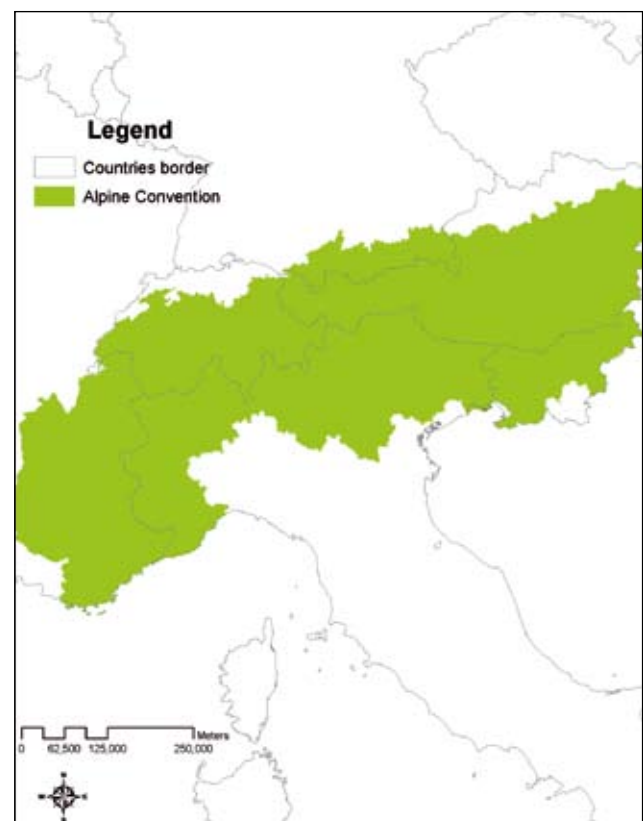 Legend
Countries border
Alpine Convention
Meters
0 62,500 125,000 250,000